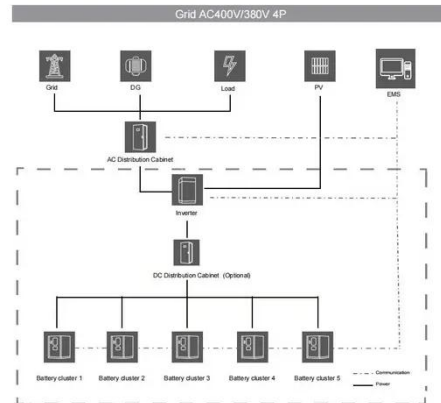 Grid AC400V/380V 4P
Grid
DG
Load
PV
EMS
AC Distribution Cabinet
Inverter
DC Distribution Cabinet (Optional)
Battery cluster 1
Battery cluster 2
Battery cluster 3
Battery cluster 4
Battery cluster 5
Communication
Power